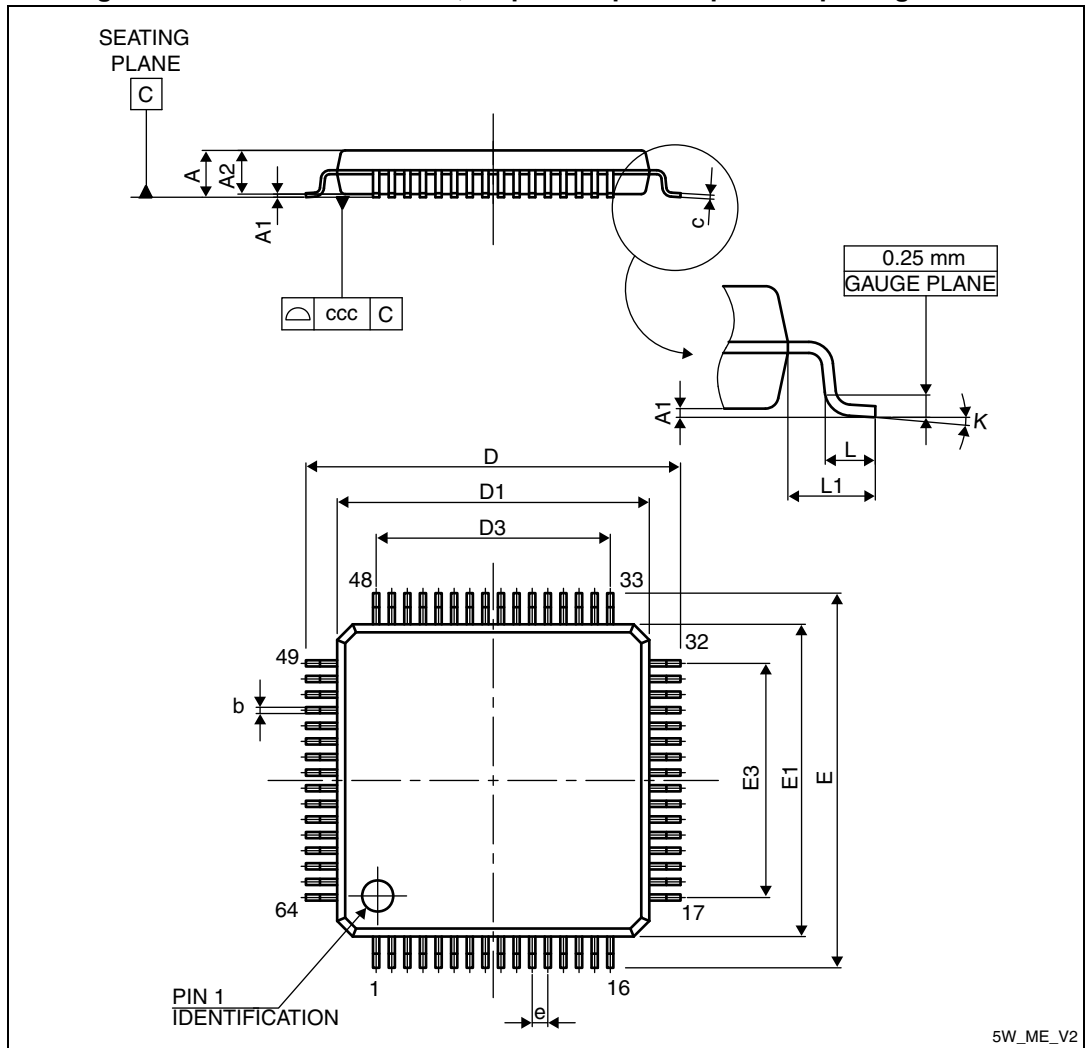 SEATING
PLANE
C
A
A2
A1
c
ccc C
0.25 mm
GAUGE PLANE
A1
K
L
L1
D
D1
D3
48
33
49
32
b
E3
E1
E
64
17
1
16
e
PIN 1
IDENTIFICATION
5W_ME_V2